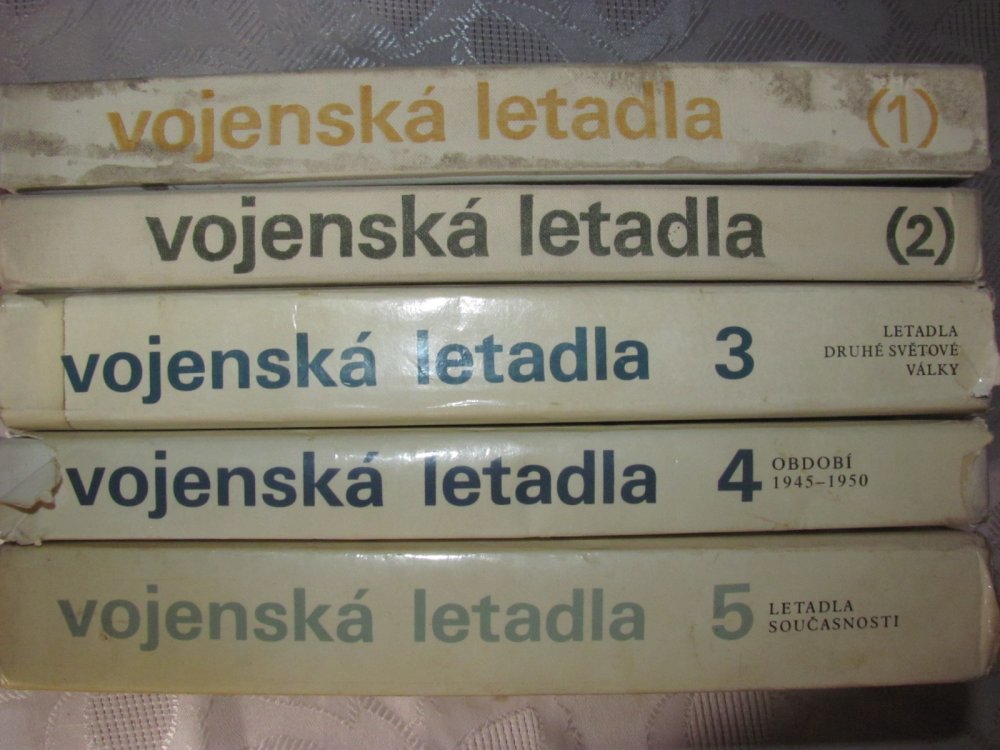 vojenská letadla (1)
vojenská letadla (2)
vojenská letadla 3
LETADLA
DRUHÉ SVĚTOVÉ
VÁLKY
vojenská letadla 4
OBDOBÍ
1945–1950
vojenská letadla 5
LETADLA
SOUČASNOSTI